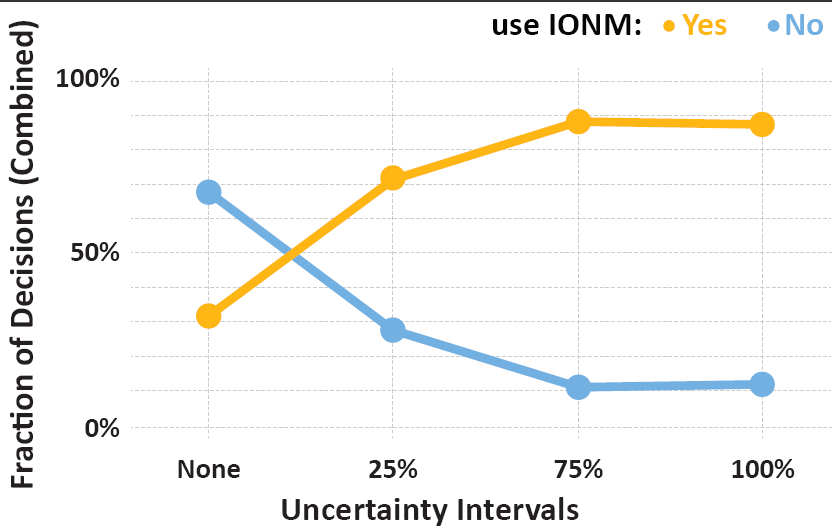 use IONM: Yes No
Fraction of Decisions (Combined)
100%
50%
0%
None 25% 75% 100%
Uncertainty Intervals